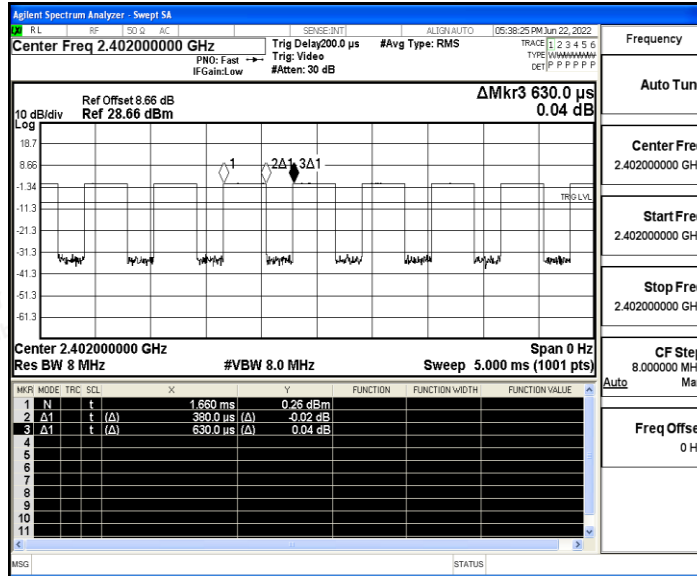 Agilent Spectrum Analyzer - Swept SA
LXI RL RF 50 Ω AC SENSE:INT ALIGNAUTO 05:38:25 PM Jun 22, 2022
Center Freq 2.402000000 GHz
Trig Delay200.0 µs #Avg Type: RMS
TRACE 1 2 3 4 5 6
PNO: Fast Trig: Video
TYPE WWWWWW
IFGain:Low #Atten: 30 dB
DET P P P P P P
ΔMkr3 630.0 µs
0.04 dB
Ref Offset 8.66 dB
10 dB/div Ref 28.66 dBm
Log
18.7
8.66
-1.34
-11.3
-21.3
-31.3
-41.3
-51.3
-61.3
1 2Δ1 3Δ1
TRIG LVL
Center 2.402000000 GHz Span 0 Hz
Res BW 8 MHz #VBW 8.0 MHz Sweep 5.000 ms (1001 pts)
MKR MODE TRC SCL X Y FUNCTION FUNCTION WIDTH FUNCTION VALUE
1 N t 1.660 ms 0.26 dBm
2 Δ1 t (Δ) 380.0 µs (Δ) -0.02 dB
3 Δ1 t (Δ) 630.0 µs (Δ) 0.04 dB
4
5
6
7
8
9
10
11
MSG STATUS
Frequency
Auto Tun
Center Fre
2.402000000 GH
Start Fre
2.402000000 GH
Stop Fre
2.402000000 GH
CF Step
8.000000 MH
Auto Ma
Freq Offse
0 H